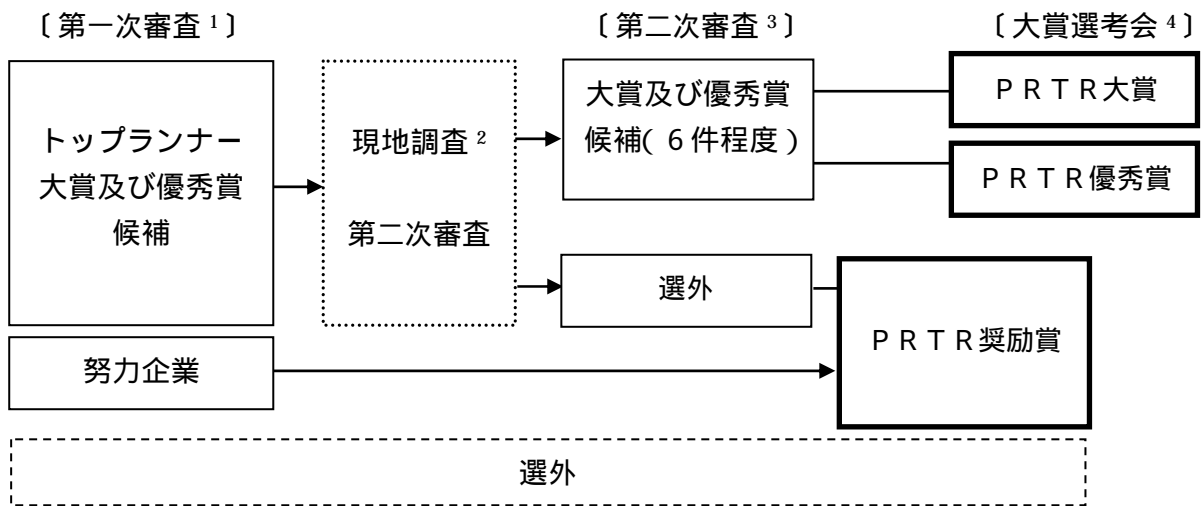 〔第一次審査¹〕
〔第二次審査³〕
〔大賞選考会⁴〕
トップランナー
大賞及び優秀賞
候補
現地調査²
第二次審査
大賞及び優秀賞
候補(6件程度)
ＰＲＴＲ大賞
ＰＲＴＲ優秀賞
選外
ＰＲＴＲ奨励賞
努力企業
選外